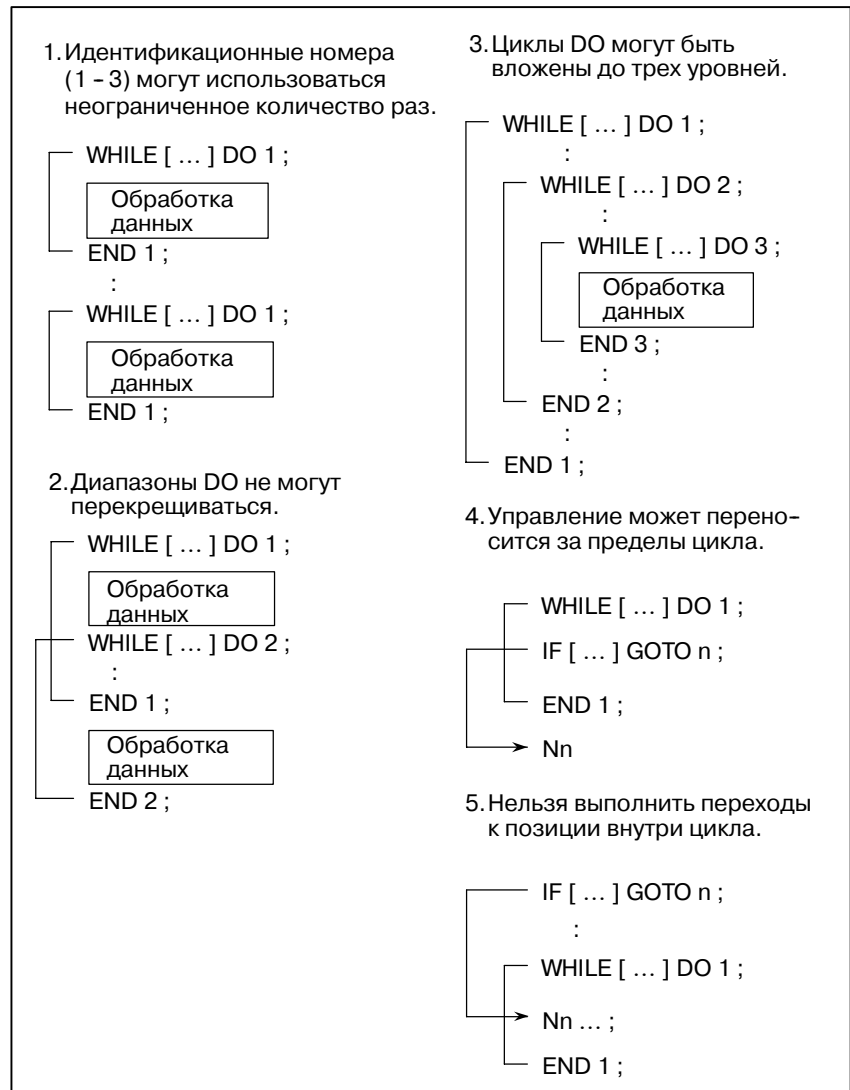 1. Идентификационные номера
(1 - 3) могут использоваться
неограниченное количество раз.
WHILE [ … ] DO 1 ;
Обработка
данных
END 1 ;
:
WHILE [ … ] DO 1 ;
Обработка
данных
END 1 ;
2. Диапазоны DO не могут
перекрещиваться.
WHILE [ … ] DO 1 ;
Обработка
данных
WHILE [ … ] DO 2 ;
:
END 1 ;
Обработка
данных
END 2 ;
3. Циклы DO могут быть
вложены до трех уровней.
WHILE [ … ] DO 1 ;
:
WHILE [ … ] DO 2 ;
:
WHILE [ … ] DO 3 ;
Обработка
данных
END 3 ;
:
END 2 ;
:
END 1 ;
4. Управление может перено-
сится за пределы цикла.
WHILE [ … ] DO 1 ;
IF [ … ] GOTO n ;
END 1 ;
Nn
5. Нельзя выполнить переходы
к позиции внутри цикла.
IF [ … ] GOTO n ;
:
WHILE [ … ] DO 1 ;
Nn … ;
END 1 ;